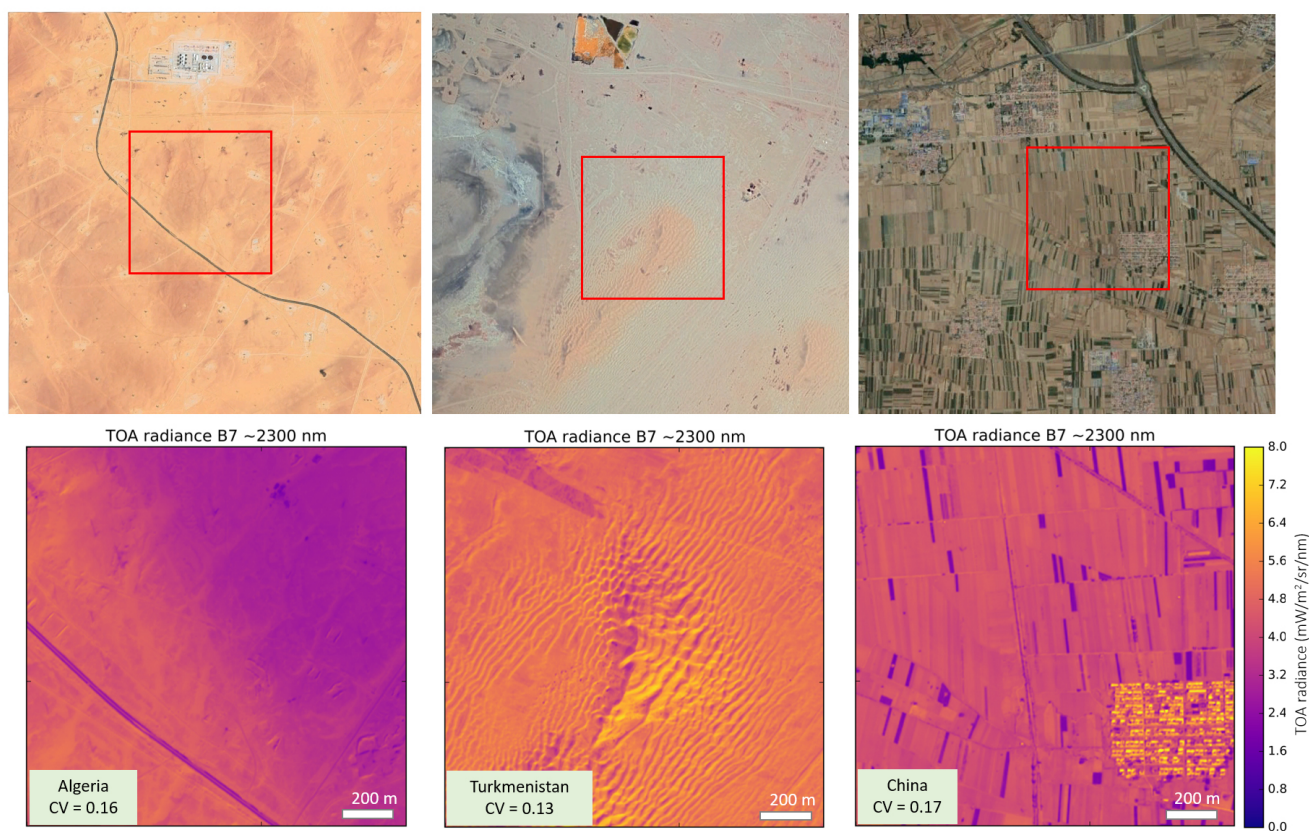 TOA radiance B7 ~2300 nm
TOA radiance B7 ~2300 nm
TOA radiance B7 ~2300 nm
Algeria
CV = 0.16
200 m
Turkmenistan
CV = 0.13
200 m
China
CV = 0.17
200 m
8.0
7.2
6.4
5.6
4.8
4.0
3.2
2.4
1.6
0.8
0.0
TOA radiance (mW/m²/sr/nm)